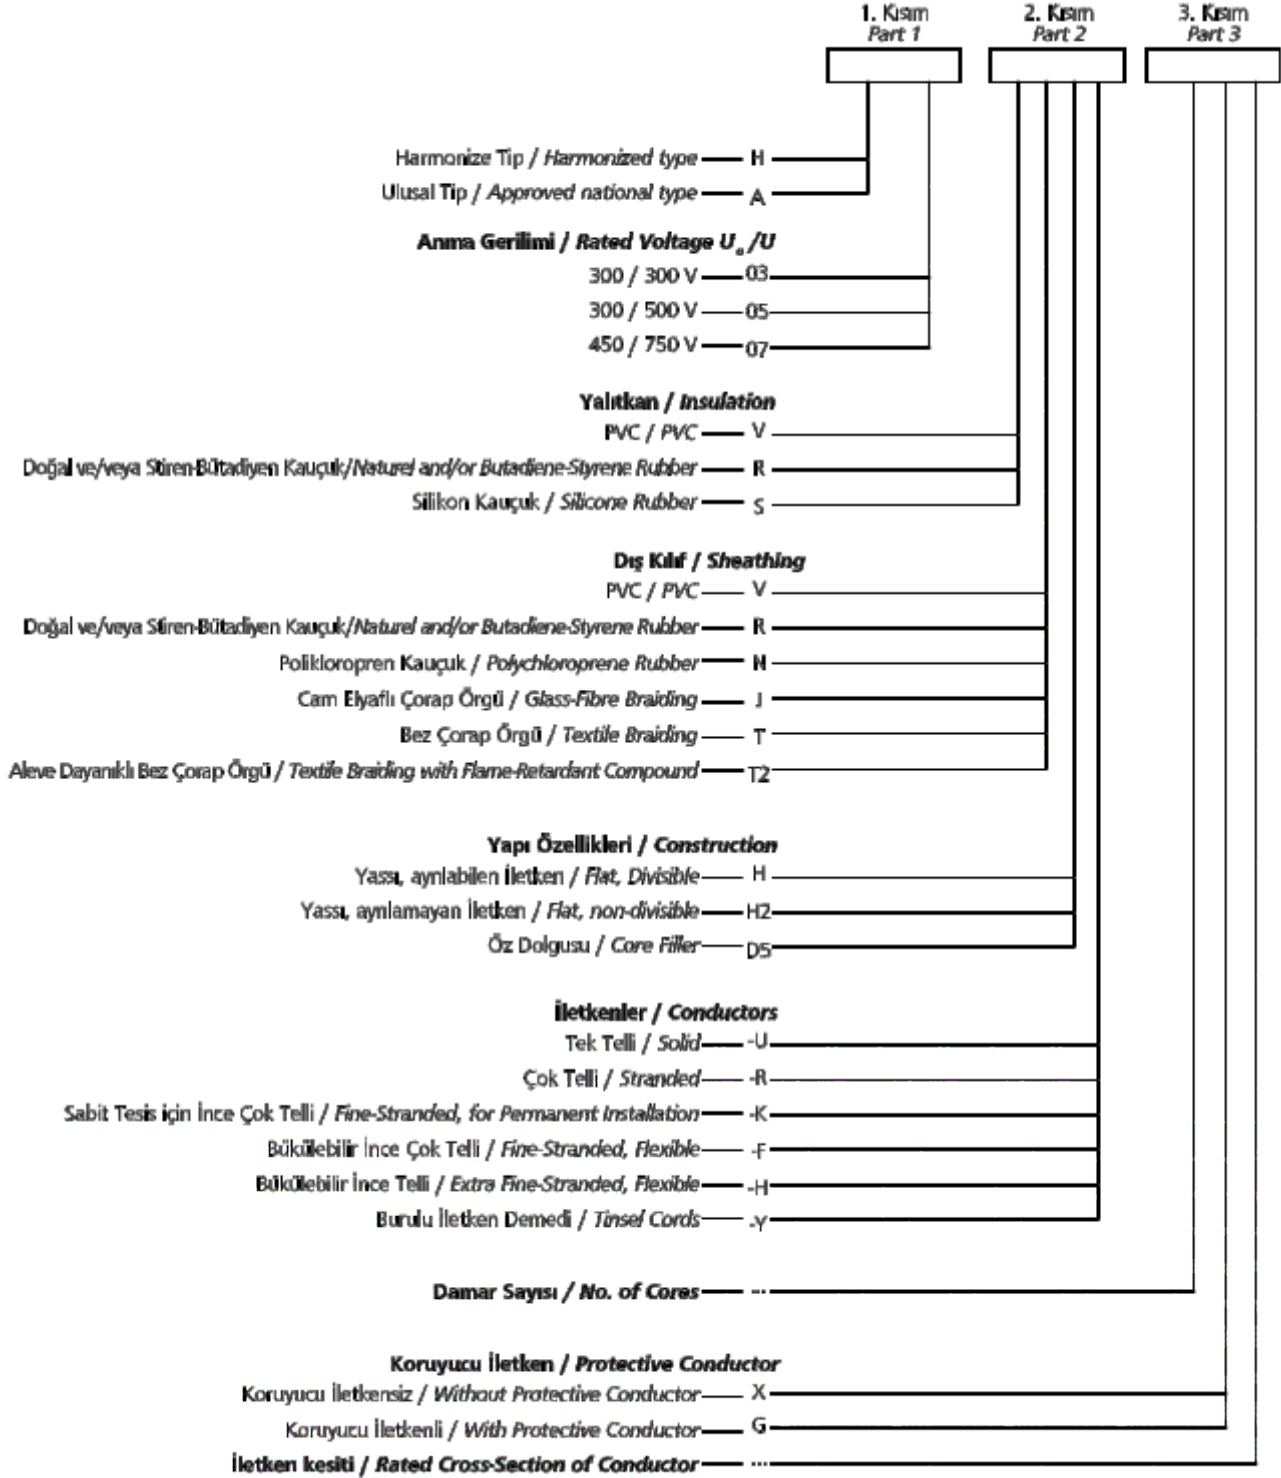 1. Kısım 2. Kısım 3. Kısım
Part 1 Part 2 Part 3
Harmonize Tip / Harmonized type H
Ulusal Tip / Approved national type A
Anma Gerilimi / Rated Voltage Uo/U
300 / 300 V 03
300 / 500 V 05
450 / 750 V 07
Yalıtkan / Insulation
PVC / PVC V
Doğal ve/veya Stiren-Bütadiyen Kauçuk/Naturel and/or Butadiene-Styrene Rubber R
Silikon Kauçuk / Silicone Rubber S
Dış Kılıf / Sheathing
PVC / PVC V
Doğal ve/veya Stiren-Bütadiyen Kauçuk/Naturel and/or Butadiene-Styrene Rubber R
Polikloropren Kauçuk / Polychloroprene Rubber N
Cam Elyaflı Çorap Örgü / Glass-Fibre Braiding J
Bez Çorap Örgü / Textile Braiding T
Aleve Dayanıklı Bez Çorap Örgü / Textile Braiding with Flame-Retardant Compound T2
Yapı Özellikleri / Construction
Yassı, ayrılabilen İletken / Flat, Divisible H
Yassı, ayrılamayan İletken / Flat, non-divisible H2
Öz Dolgusu / Core Filler D5
İletkenler / Conductors
Tek Telli / Solid -U
Çok Telli / Stranded -R
Sabit Tesis için İnce Çok Telli / Fine-Stranded, for Permanent Installation -K
Bükülebilir İnce Çok Telli / Fine-Stranded, Flexible -F
Bükülebilir İnce Telli / Extra Fine-Stranded, Flexible -H
Burulu İletken Demedi / Tinsel Cords -Y
Damar Sayısı / No. of Cores ...
Koruyucu İletken / Protective Conductor
Koruyucu İletkensiz / Without Protective Conductor X
Koruyucu İletkenli / With Protective Conductor G
İletken kesiti / Rated Cross-Section of Conductor ...